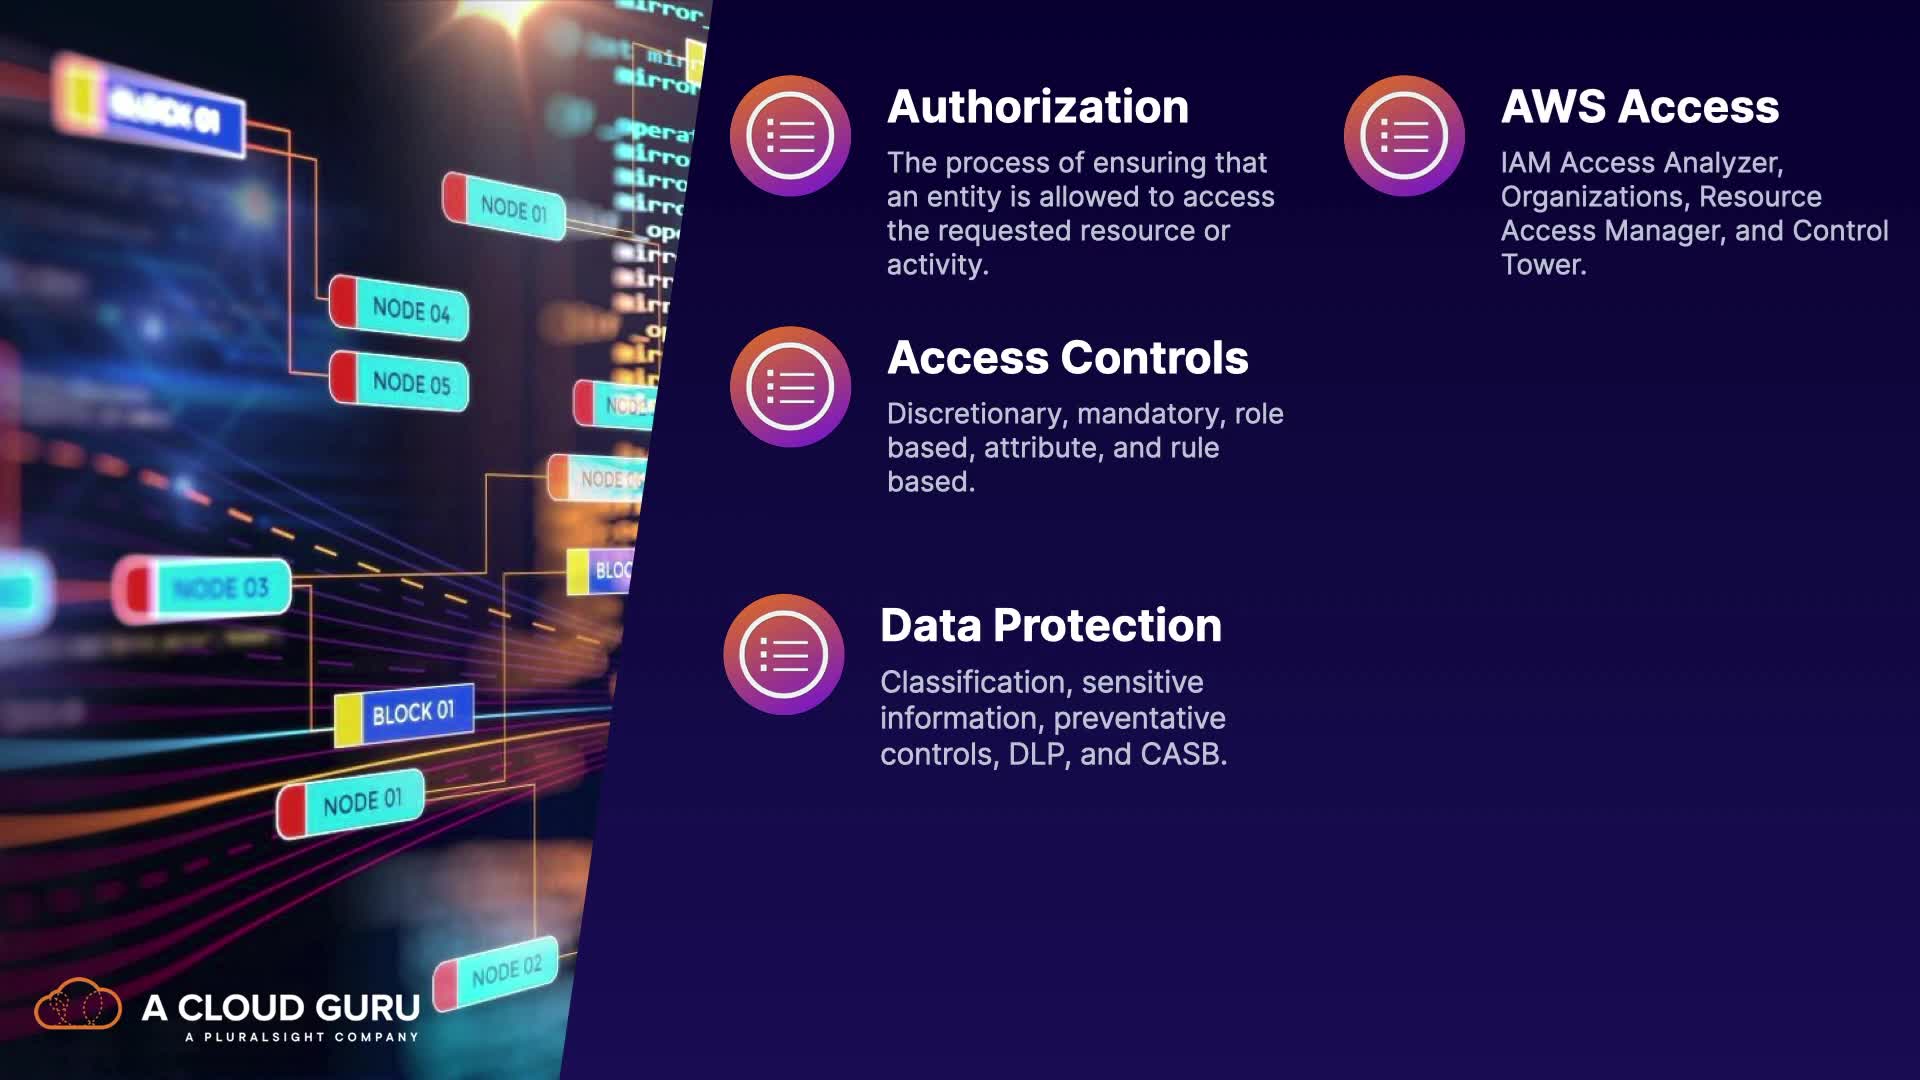 Authorization
The process of ensuring that
an entity is allowed to access
the requested resource or
activity.
AWS Access
IAM Access Analyzer,
Organizations, Resource
Access Manager, and Control
Tower.
Access Controls
Discretionary, mandatory, role
based, attribute, and rule
based.
Data Protection
Classification, sensitive
information, preventative
controls, DLP, and CASB.
BLOCK 01
NODE 01
NODE 04
NODE 05
NODE 03
BLOCK 01
NODE 01
NODE 02
A CLOUD GURU
A PLURALSIGHT COMPANY